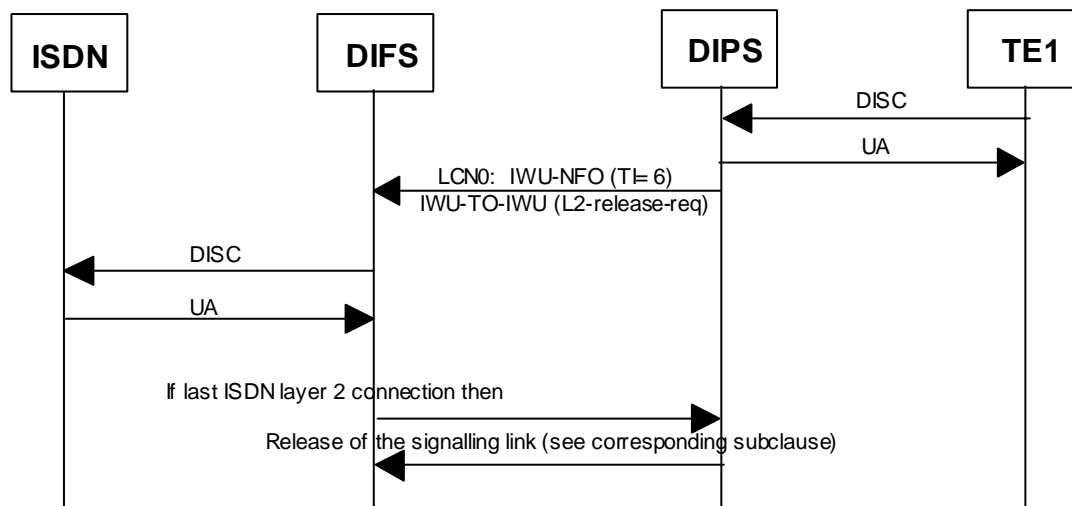 ISDN
DIFS
DIPS
TE1
DISC
UA
LCN0: IWU-NFO (TI=6)
IWU-TO-IWU (L2-release-req)
DISC
UA
If last ISDN layer 2 connection then
Release of the signalling link (see corresponding subclause)